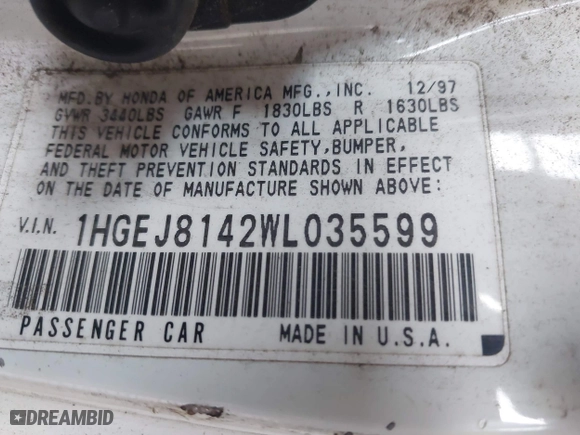 MFD. BY HONDA OF AMERICA MFG., INC. 12/97
GVWR 3440LBS GAWR F 1830LBS R 1630LBS
THIS VEHICLE CONFORMS TO ALL APPLICABLE
FEDERAL MOTOR VEHICLE SAFETY, BUMPER,
AND THEFT PREVENTION STANDARDS IN EFFECT
ON THE DATE OF MANUFACTURE SHOWN ABOVE:
V.I.N. 1HGEJ8142WL035599
PASSENGER CAR MADE IN U.S.A.
DREAMBID